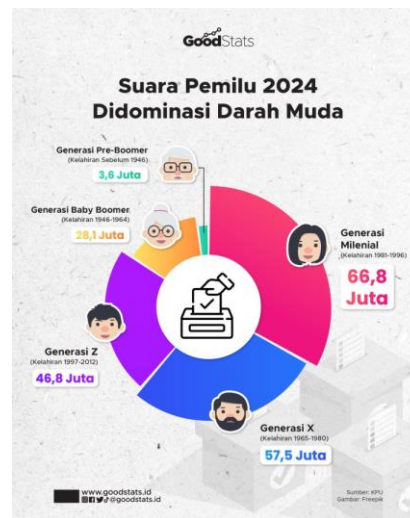 GoodStats
Suara Pemilu 2024
Didominasi Darah Muda
Generasi Pre-Boomer
(Kelahiran Sebelum 1946)
3,6 Juta
Generasi Baby Boomer
(Kelahiran 1946-1964)
28,1 Juta
Generasi
Milenial
(Kelahiran 1981-1996)
66,8
Juta
Generasi Z
(Kelahiran 1997-2012)
46,8 Juta
Generasi X
(Kelahiran 1965-1980)
57,5 Juta
www.goodstats.id
@goodstats.id
Sumber: KPU
Gambar: Freepik